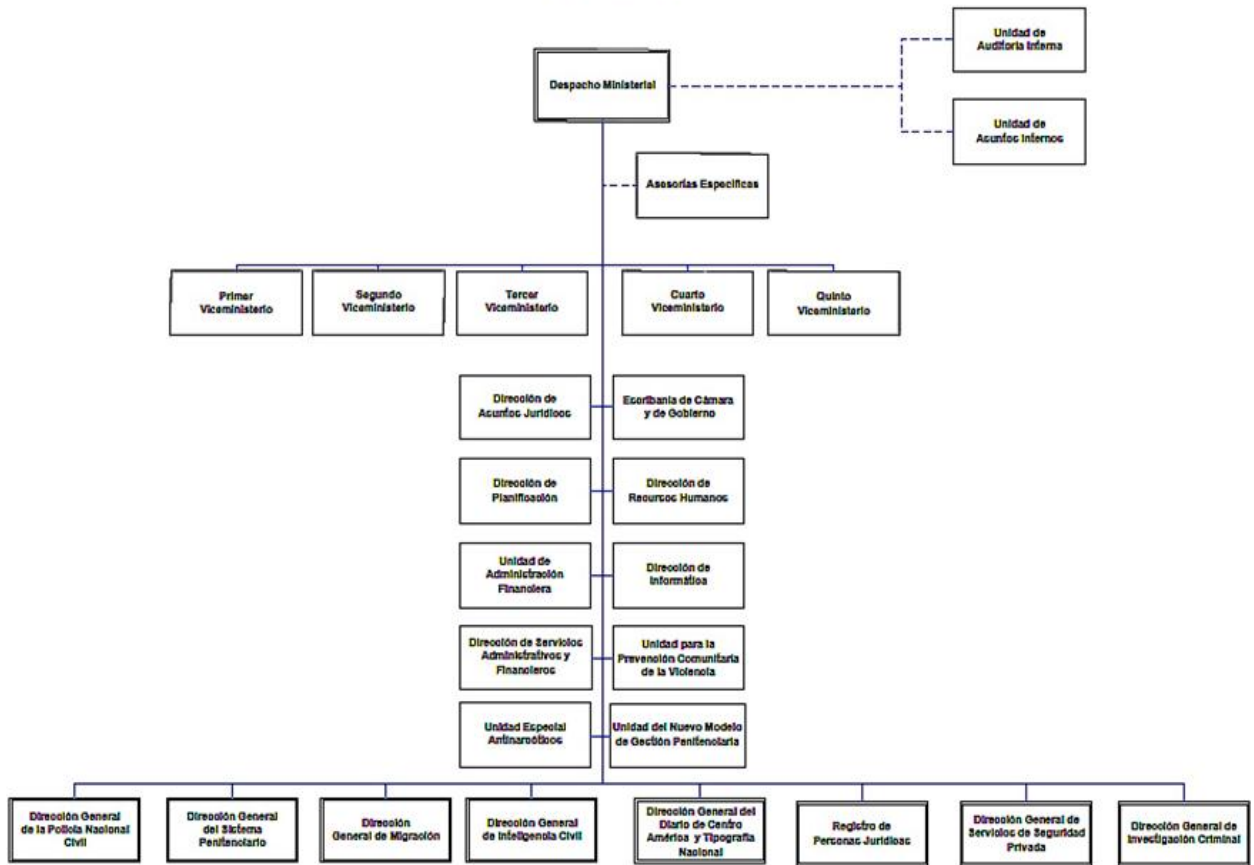 Unidad de
Auditoría Interna
Despacho Ministerial
Unidad de
Asuntos Internos
Asesorías Específicas
Primer
Viceministerio
Segundo
Viceministerio
Tercer
Viceministerio
Cuarto
Viceministerio
Quinto
Viceministerio
Dirección de
Asuntos Jurídicos
Escribanía de Cámara
y de Gobierno
Dirección de
Planificación
Dirección de
Recursos Humanos
Unidad de
Administración
Financiera
Dirección de
Informática
Dirección de Servicios
Administrativos y
Financieros
Unidad para la
Prevención Comunitaria
de la Violencia
Unidad Especial
Antinarcóticos
Unidad del Nuevo Modelo
de Gestión Penitenciaria
Dirección General
de la Policía Nacional
Civil
Dirección General
del Sistema
Penitenciario
Dirección
General de Migración
Dirección General
de Inteligencia Civil
Dirección General del
Diario de Centro
América y Tipografía
Nacional
Registro de
Personas Jurídicas
Dirección General de
Servicios de Seguridad
Privada
Dirección General de
Investigación Criminal